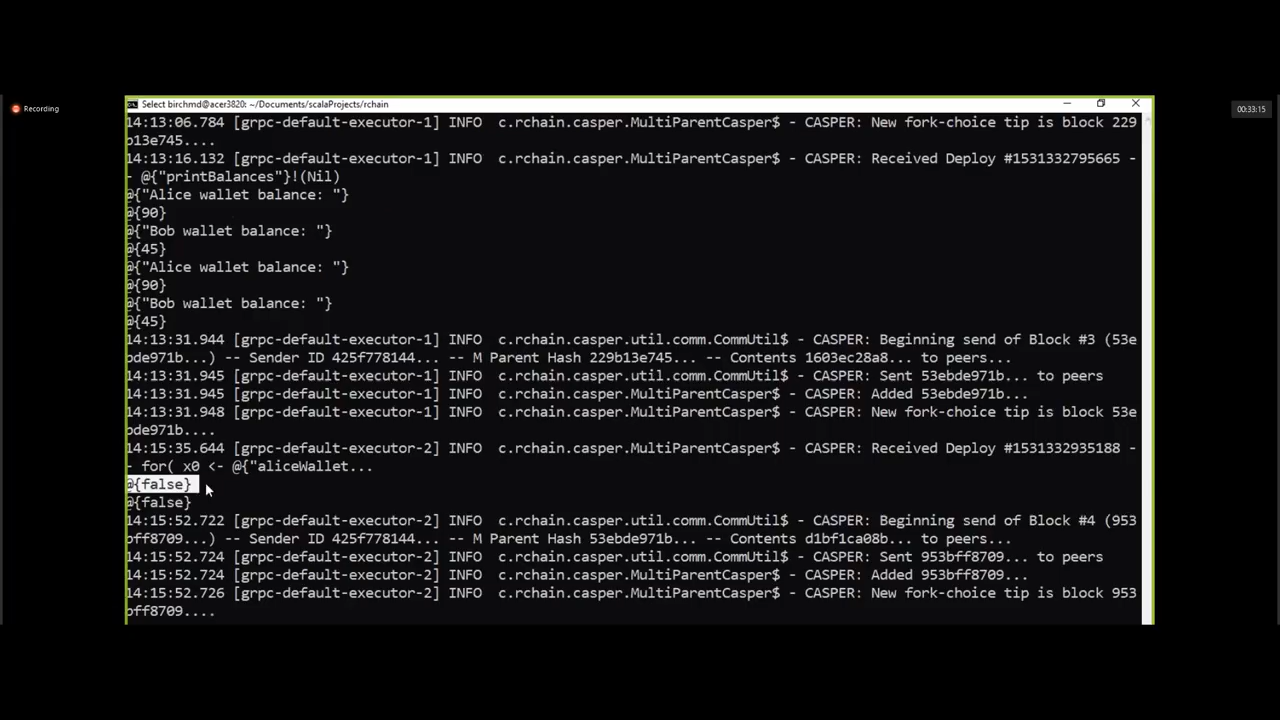 Recording
00:33:15
Select birchmd@acer3820: ~/Documents/scalaProjects/rchain
14:13:06.784 [grpc-default-executor-1] INFO  c.rchain.casper.MultiParentCasper$ - CASPER: New fork-choice tip is block 229
b13e745....
14:13:16.132 [grpc-default-executor-1] INFO  c.rchain.casper.MultiParentCasper$ - CASPER: Received Deploy #1531332795665 -
- @{"printBalances"}!(Nil)
@{"Alice wallet balance: "}
@{90}
@{"Bob wallet balance: "}
@{45}
@{"Alice wallet balance: "}
@{90}
@{"Bob wallet balance: "}
@{45}
14:13:31.944 [grpc-default-executor-1] INFO  c.rchain.casper.util.comm.CommUtil$ - CASPER: Beginning send of Block #3 (53e
bde971b...) -- Sender ID 425f778144... -- M Parent Hash 229b13e745... -- Contents 1603ec28a8... to peers...
14:13:31.945 [grpc-default-executor-1] INFO  c.rchain.casper.util.comm.CommUtil$ - CASPER: Sent 53ebde971b... to peers
14:13:31.945 [grpc-default-executor-1] INFO  c.rchain.casper.MultiParentCasper$ - CASPER: Added 53ebde971b...
14:13:31.948 [grpc-default-executor-1] INFO  c.rchain.casper.MultiParentCasper$ - CASPER: New fork-choice tip is block 53e
bde971b....
14:15:35.644 [grpc-default-executor-2] INFO  c.rchain.casper.MultiParentCasper$ - CASPER: Received Deploy #1531332935188 -
- for( x0 <- @{"aliceWallet...
@{false}
@{false}
14:15:52.722 [grpc-default-executor-2] INFO  c.rchain.casper.util.comm.CommUtil$ - CASPER: Beginning send of Block #4 (953
bff8709...) -- Sender ID 425f778144... -- M Parent Hash 53ebde971b... -- Contents d1bf1ca08b... to peers...
14:15:52.724 [grpc-default-executor-2] INFO  c.rchain.casper.util.comm.CommUtil$ - CASPER: Sent 953bff8709... to peers
14:15:52.724 [grpc-default-executor-2] INFO  c.rchain.casper.MultiParentCasper$ - CASPER: Added 953bff8709...
14:15:52.726 [grpc-default-executor-2] INFO  c.rchain.casper.MultiParentCasper$ - CASPER: New fork-choice tip is block 953
bff8709....